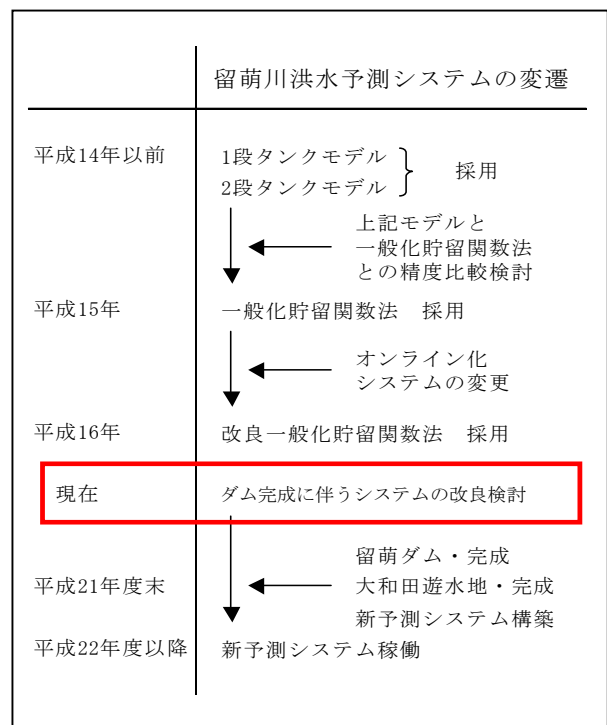 留萌川洪水予測システムの変遷
平成14年以前
1段タンクモデル
2段タンクモデル
採用
上記モデルと
一般化貯留関数法
との精度比較検討
平成15年
一般化貯留関数法　採用
オンライン化
システムの変更
平成16年
改良一般化貯留関数法　採用
現在
ダム完成に伴うシステムの改良検討
留萌ダム・完成
平成21年度末
大和田遊水地・完成
新予測システム構築
平成22年度以降
新予測システム稼働